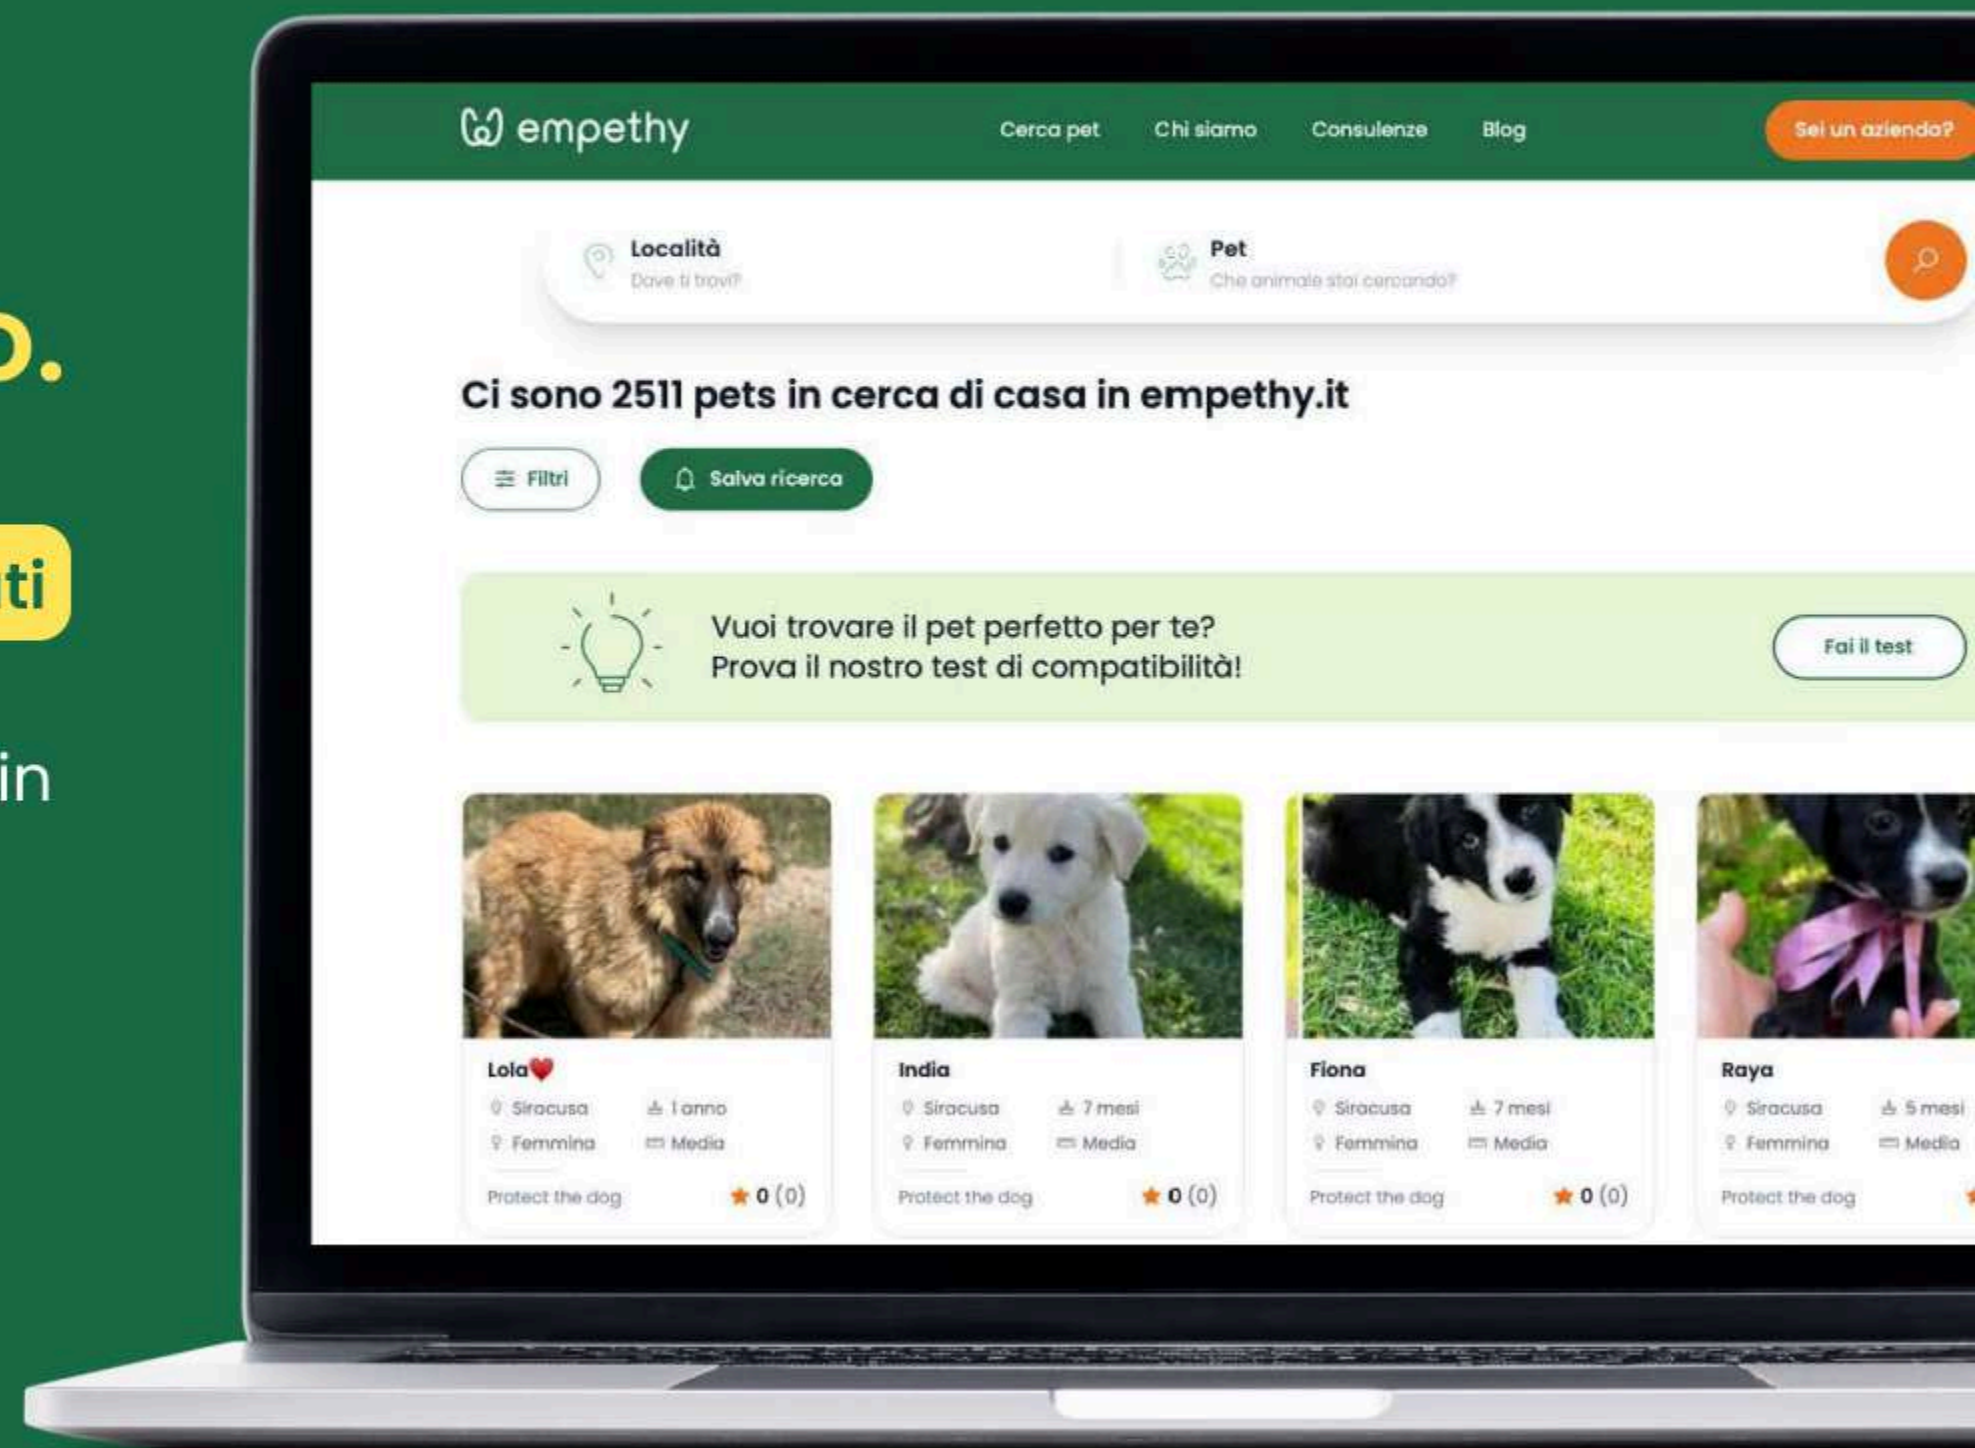 o.
ti
in
empethy
Cerca pet
Chi siamo
Consulenze
Blog
Sei un azienda?
Località
Dove ti trovi?
Pet
Che animale stai cercando?
Ci sono 2511 pets in cerca di casa in empethy.it
Filtri
Salva ricerca
Vuoi trovare il pet perfetto per te?
Prova il nostro test di compatibilità!
Fai il test
Lola❤️
Siracusa 1 anno
Femmina Media
Protect the dog 0 (0)
India
Siracusa 7 mesi
Femmina Media
Protect the dog 0 (0)
Fiona
Siracusa 7 mesi
Femmina Media
Protect the dog 0 (0)
Raya
Siracusa 5 mesi
Femmina Media
Protect the dog